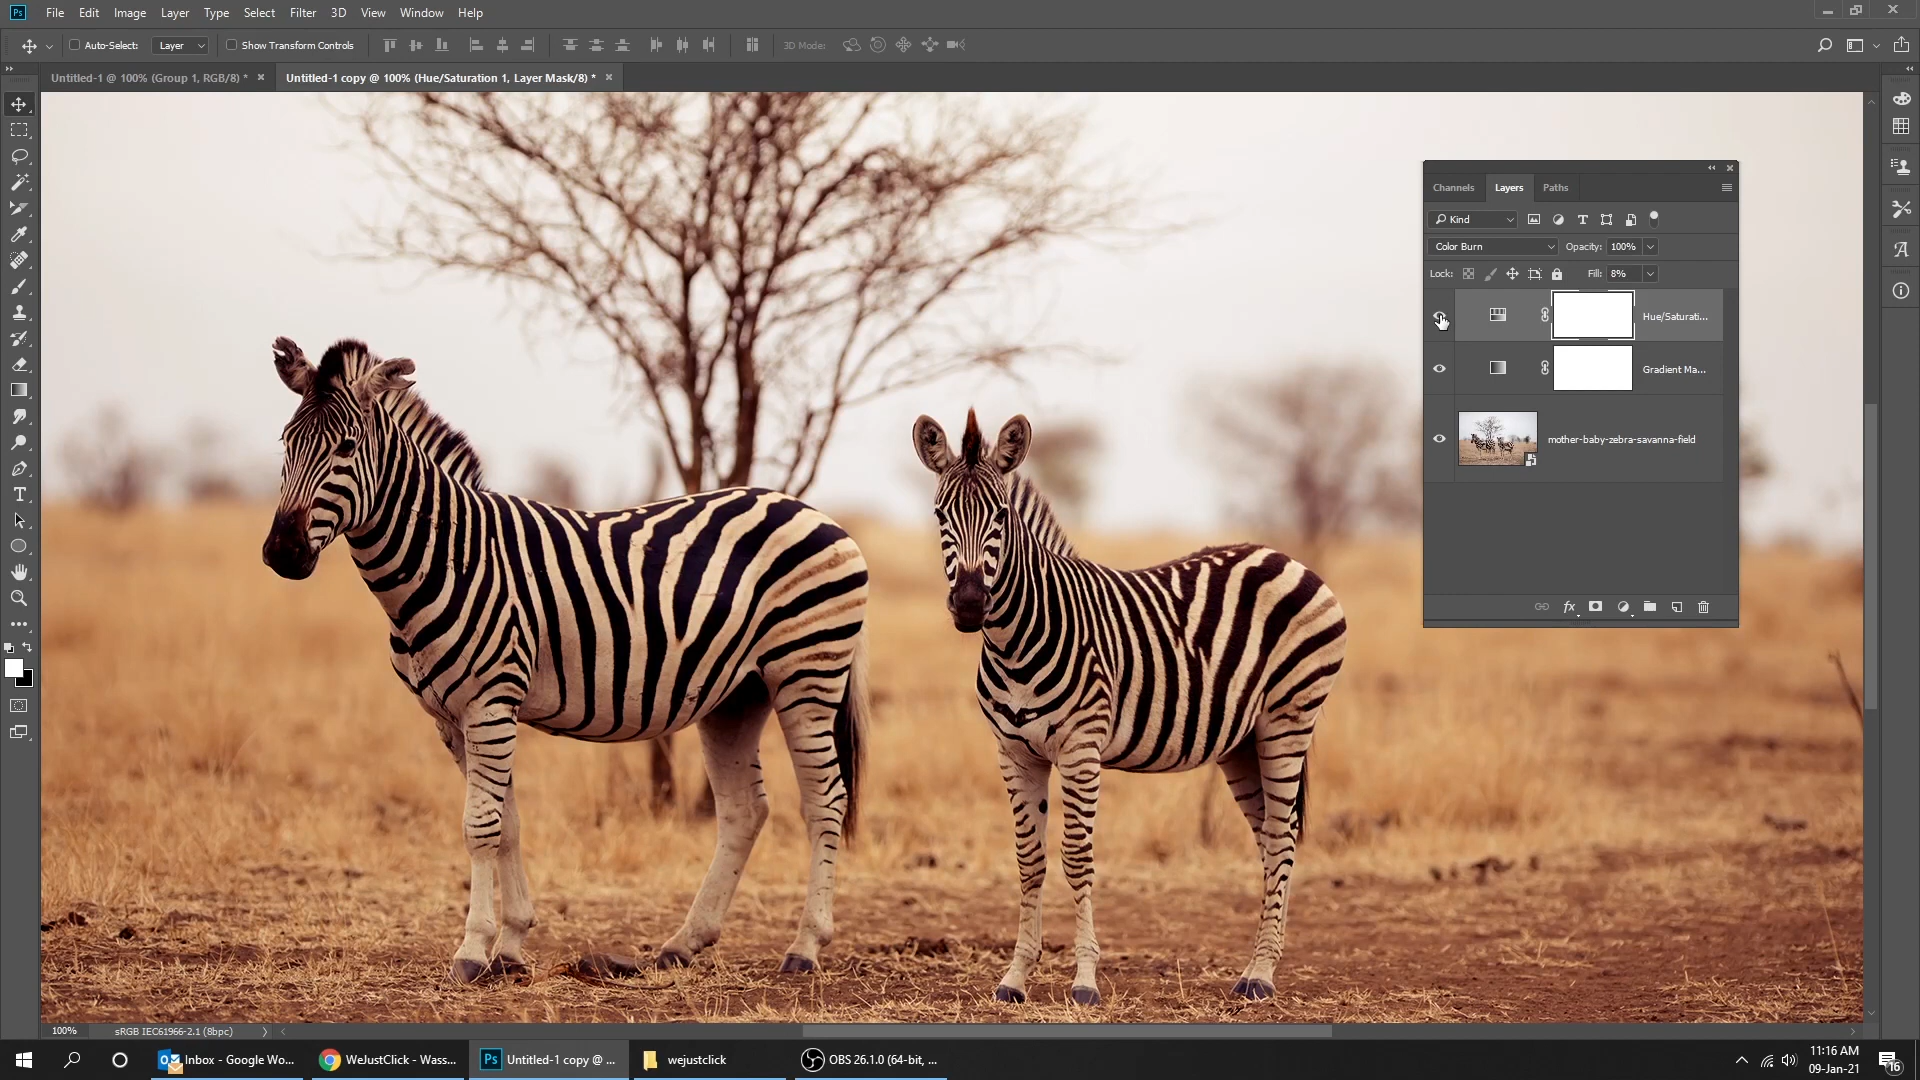 Ps File Edit Image Layer Type Select Filter 3D View Window Help
Auto-Select: Layer Show Transform Controls 3D Mode:
Untitled-1 @ 100% (Group 1, RGB/8) * Untitled-1 copy @ 100% (Hue/Saturation 1, Layer Mask/8) *
Channels Layers Paths
Kind
Color Burn Opacity: 100%
Lock: Fill: 8%
Hue/Saturati...
Gradient Ma...
mother-baby-zebra-savanna-field
fx
100% sRGB IEC61966-2.1 (8bpc)
Inbox - Google Wo... WeJustClick - Wass... Ps Untitled-1 copy @ ... wejustclick OBS 26.1.0 (64-bit, ...
11:16 AM
09-Jan-21
16